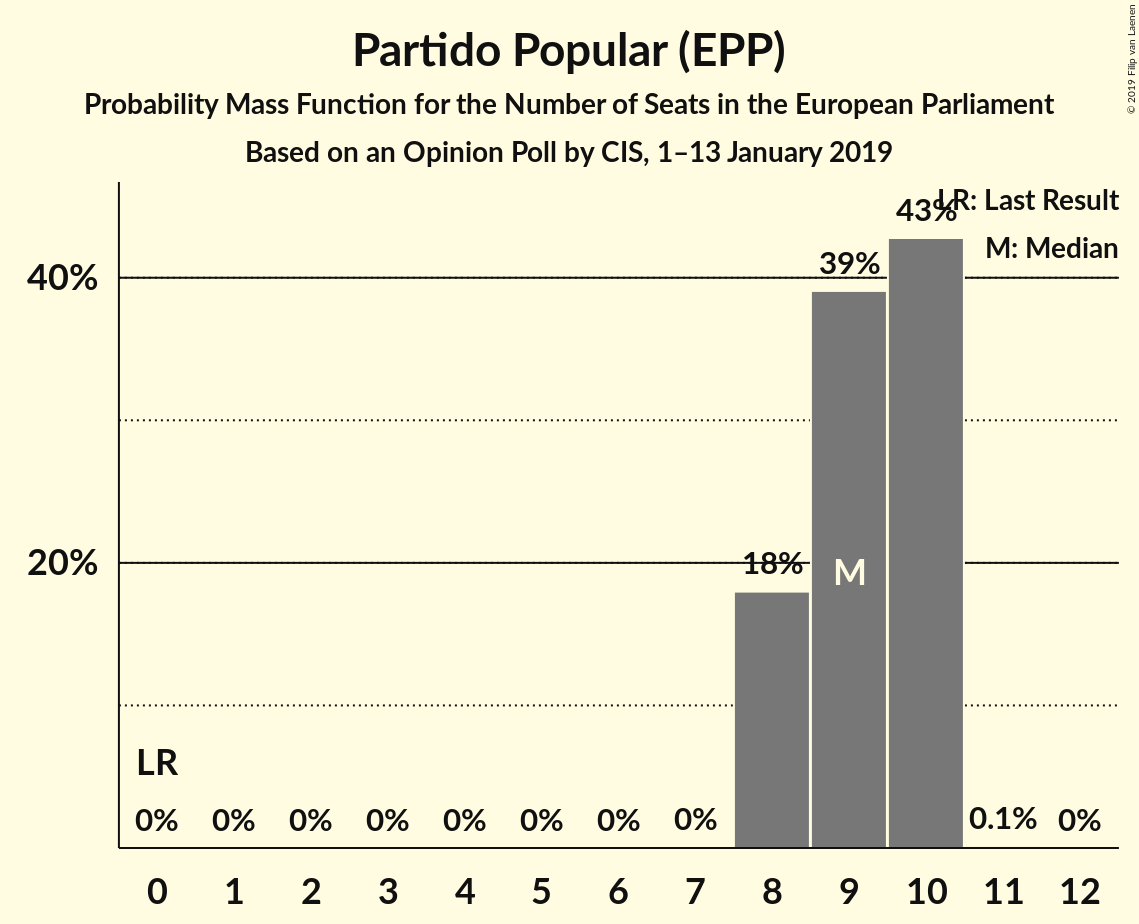 Partido Popular (EPP)
Probability Mass Function for the Number of Seats in the European Parliament
Based on an Opinion Poll by CIS, 1–13 January 2019
© 2019 Filip van Laenen
LR: Last Result
M: Median
43%
39%
40%
20%
18%
M
LR
0% 0% 0% 0% 0% 0% 0% 0% 0.1% 0%
0 1 2 3 4 5 6 7 8 9 10 11 12